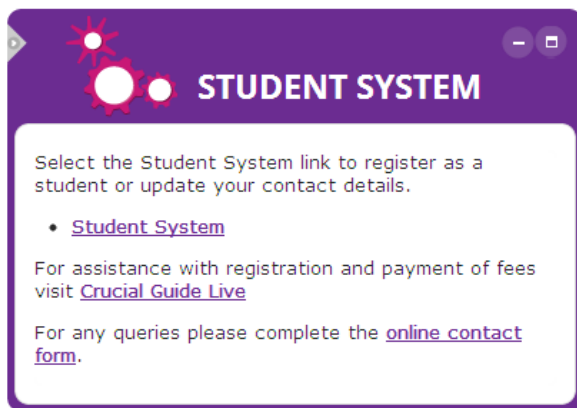 STUDENT SYSTEM
Select the Student System link to register as a
student or update your contact details.
• Student System
For assistance with registration and payment of fees
visit Crucial Guide Live
For any queries please complete the online contact
form.